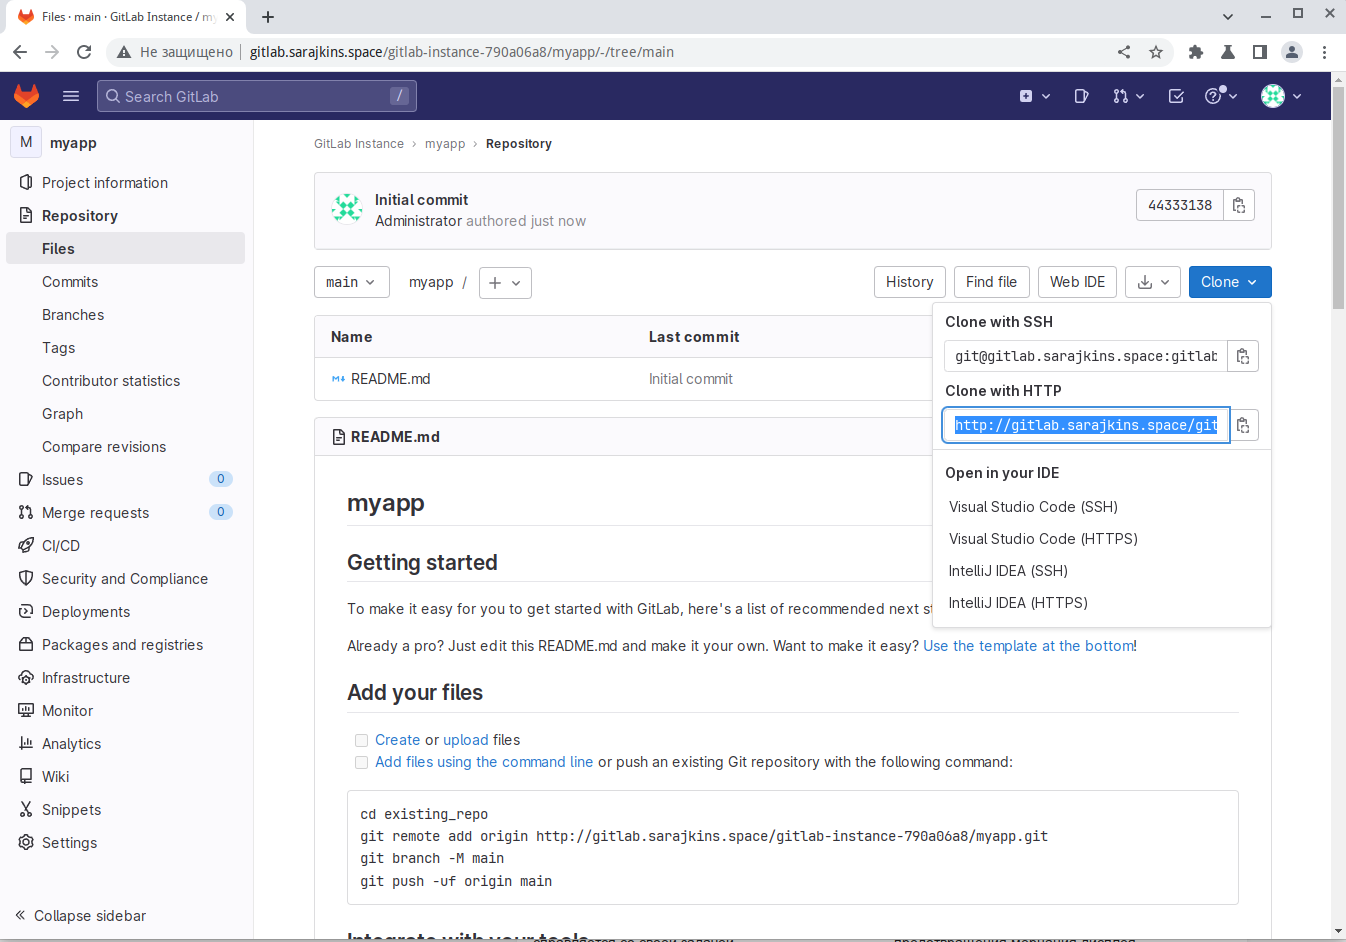 Files · main · GitLab Instance / my
Не защищено
gitlab.sarajkins.space/gitlab-instance-790a06a8/myapp/-/tree/main
Search GitLab
/
M
myapp
Project information
Repository
Files
Commits
Branches
Tags
Contributor statistics
Graph
Compare revisions
Issues
0
Merge requests
0
CI/CD
Security and Compliance
Deployments
Packages and registries
Infrastructure
Monitor
Analytics
Wiki
Snippets
Settings
Collapse sidebar
GitLab Instance › myapp › Repository
Initial commit
Administrator authored just now
44333138
main
myapp /
History
Find file
Web IDE
Clone
Name
Last commit
README.md
Initial commit
Clone with SSH
git@gitlab.sarajkins.space:gitlab
Clone with HTTP
http://gitlab.sarajkins.space/git
Open in your IDE
Visual Studio Code (SSH)
Visual Studio Code (HTTPS)
IntelliJ IDEA (SSH)
IntelliJ IDEA (HTTPS)
README.md
myapp
Getting started
To make it easy for you to get started with GitLab, here's a list of recommended next st
Already a pro? Just edit this README.md and make it your own. Want to make it easy? Use the template at the bottom!
Add your files
Create or upload files
Add files using the command line or push an existing Git repository with the following command:
cd existing_repo
git remote add origin http://gitlab.sarajkins.space/gitlab-instance-790a06a8/myapp.git
git branch -M main
git push -uf origin main
Integrate with your tools